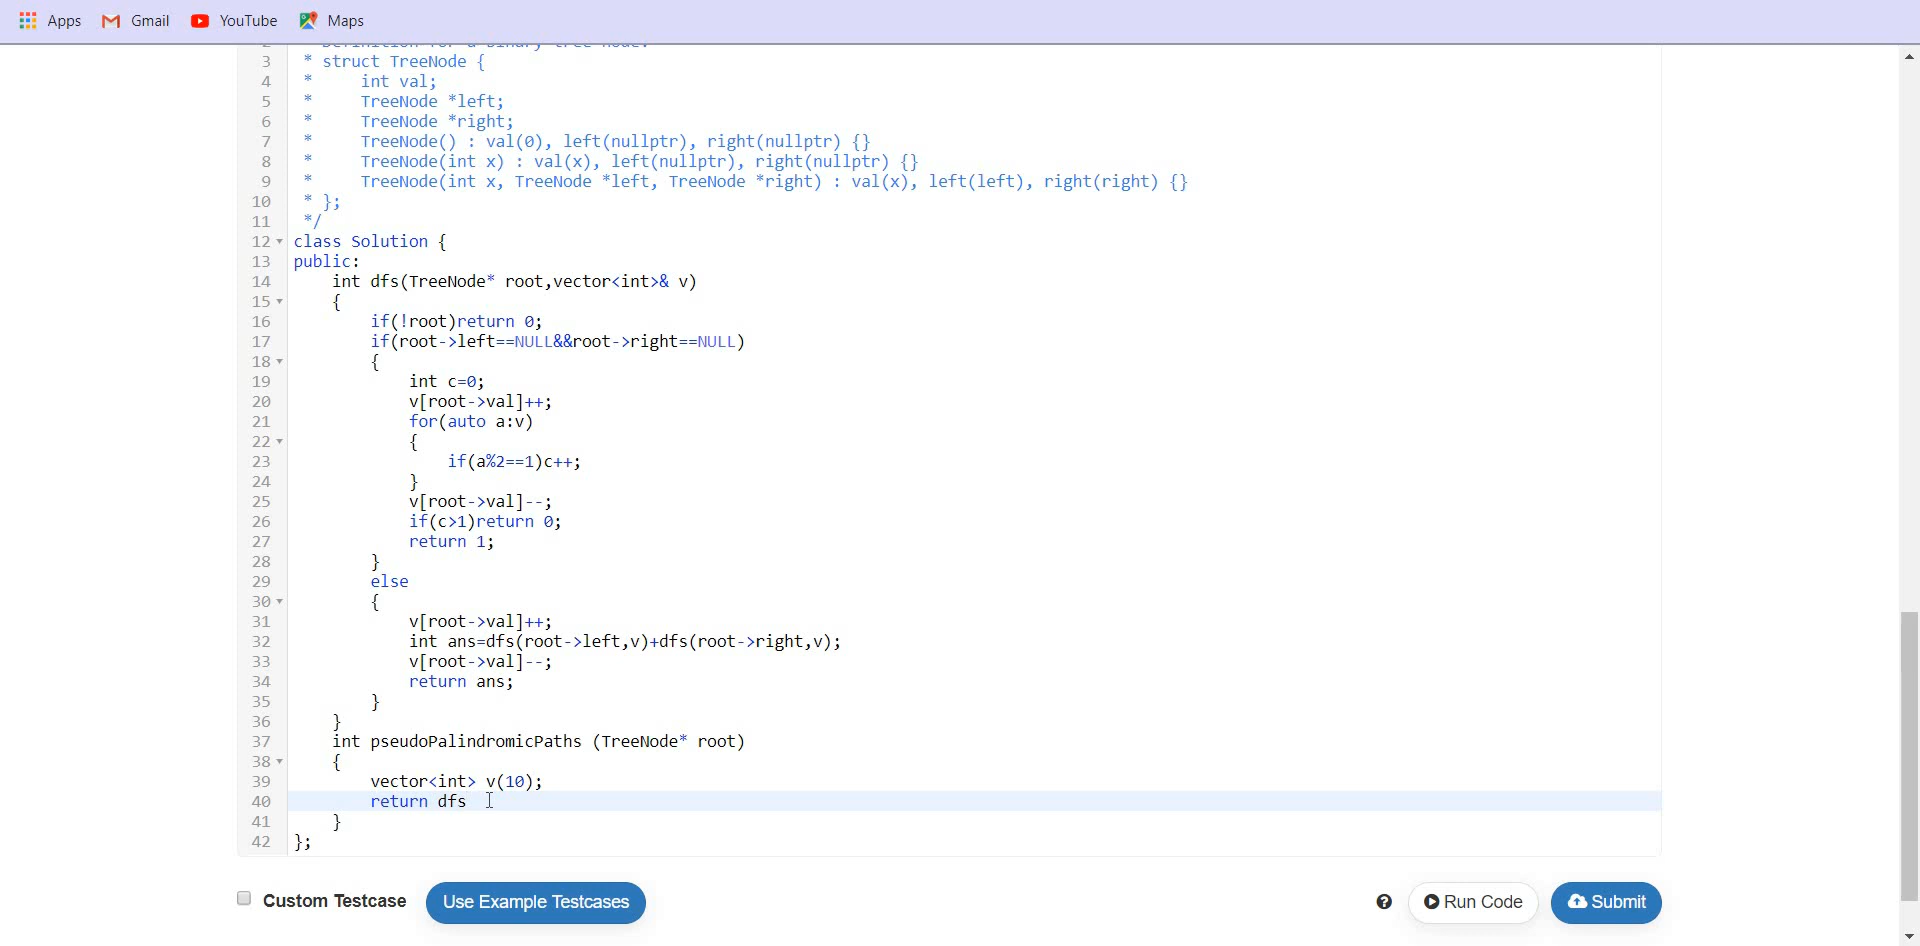 Apps Gmail YouTube Maps
2 * Definition for a binary tree node.
3 * struct TreeNode {
4 * int val;
5 * TreeNode *left;
6 * TreeNode *right;
7 * TreeNode() : val(0), left(nullptr), right(nullptr) {}
8 * TreeNode(int x) : val(x), left(nullptr), right(nullptr) {}
9 * TreeNode(int x, TreeNode *left, TreeNode *right) : val(x), left(left), right(right) {}
10 * };
11 */
12 class Solution {
13 public:
14 int dfs(TreeNode* root,vector<int>& v)
15 {
16 if(!root)return 0;
17 if(root->left==NULL&&root->right==NULL)
18 {
19 int c=0;
20 v[root->val]++;
21 for(auto a:v)
22 {
23 if(a%2==1)c++;
24 }
25 v[root->val]--;
26 if(c>1)return 0;
27 return 1;
28 }
29 else
30 {
31 v[root->val]++;
32 int ans=dfs(root->left,v)+dfs(root->right,v);
33 v[root->val]--;
34 return ans;
35 }
36 }
37 int pseudoPalindromicPaths (TreeNode* root)
38 {
39 vector<int> v(10);
40 return dfs
41 }
42 };
Custom Testcase Use Example Testcases ? Run Code Submit